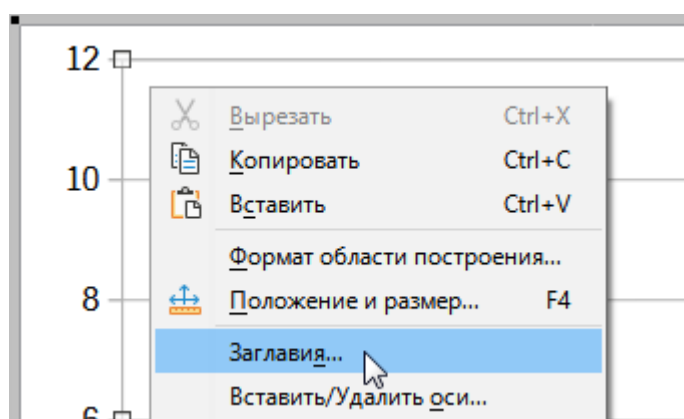 12
Вырезать Ctrl+X
Копировать Ctrl+C
10
Вставить Ctrl+V
Формат области построения...
8
Положение и размер... F4
Заглавия...
Вставить/Удалить оси...
6